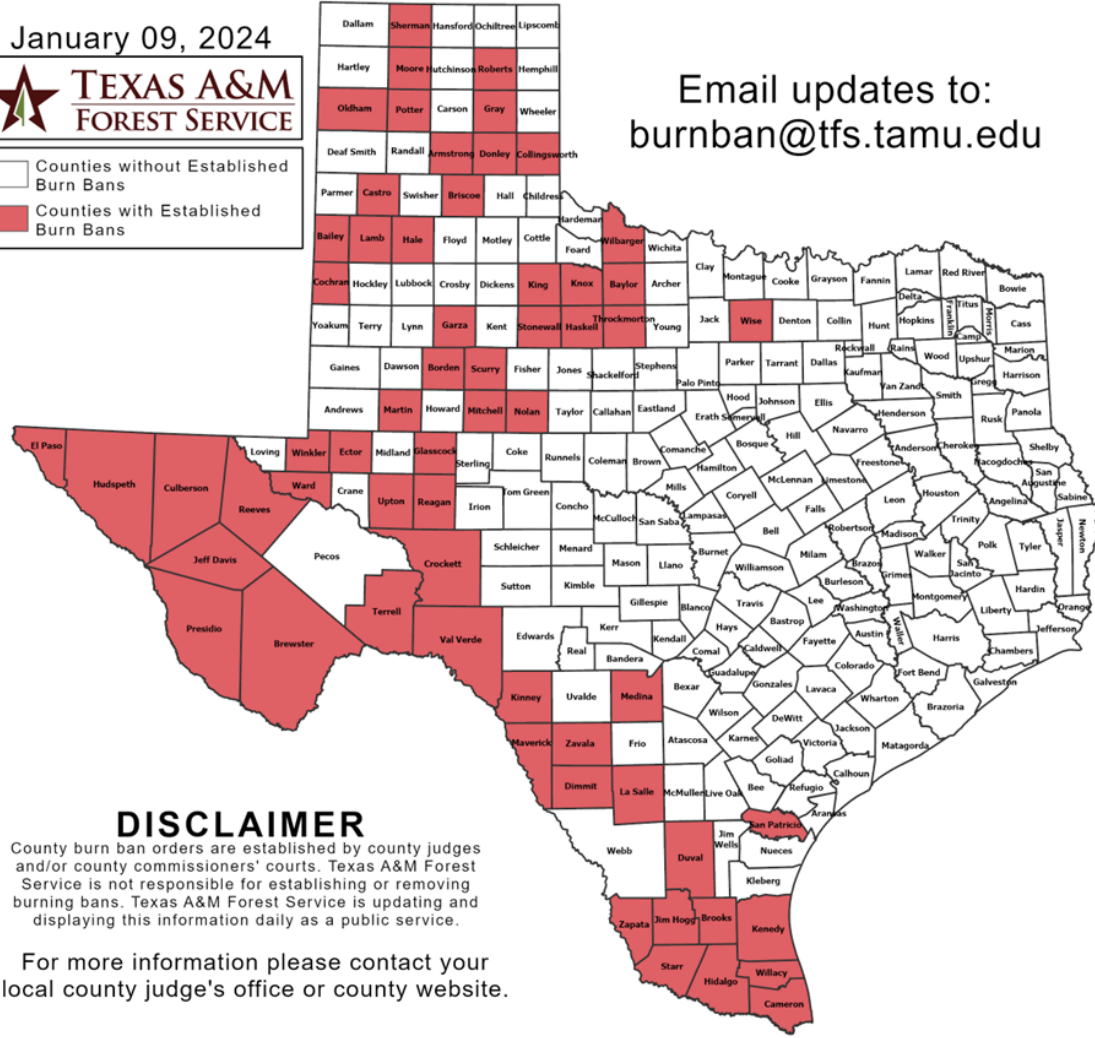 January 09, 2024
TEXAS A&M
FOREST SERVICE
Counties without Established
Burn Bans
Counties with Established
Burn Bans
Email updates to:
burnban@tfs.tamu.edu
Dallam Sherman Hansford Ochiltree Lipscomb
Hartley Moore Hutchinson Roberts Hemphill
Oldham Potter Carson Gray Wheeler
Deaf Smith Randall Armstrong Donley Collingsworth
Parmer Castro Swisher Briscoe Hall Childress
Hardeman
Bailey Lamb Hale Floyd Motley Cottle Foard Wilbarger Wichita
Cochran Hockley Lubbock Crosby Dickens King Knox Baylor Archer Clay Montague Cooke Grayson Fannin Lamar Red River Bowie
Yoakum Terry Lynn Garza Kent Stonewall Haskell Throckmorton Young Jack Wise Denton Collin Hunt Delta Hopkins Franklin Titus Camp Morris Cass
Gaines Dawson Borden Scurry Fisher Jones Shackelford Stephens Palo Pinto Parker Tarrant Dallas Rockwall Kaufman Rains Van Zandt Wood Upshur Marion Gregg Harrison
Andrews Martin Howard Mitchell Nolan Taylor Callahan Eastland Erath Hood Somervell Johnson Ellis Navarro Henderson Smith Rusk Panola
El Paso Hudspeth Culberson Reeves Loving Winkler Ector Midland Glasscock Sterling Coke Runnels Coleman Brown Comanche Hamilton Bosque Hill Freestone Anderson Cherokee Nacogdoches Shelby San Augustine Sabine
Ward Crane Upton Reagan Irion Tom Green Concho McCulloch San Saba Mills Lampasas Coryell McLennan Limestone Falls Leon Houston Angelina Trinity
Jeff Davis Pecos Crockett Schleicher Menard Mason Llano Burnet Bell Williamson Milam Robertson Brazos Madison Grimes Walker San Jacinto Polk Tyler Jasper Newton
Presidio Brewster Terrell Val Verde Sutton Kimble Gillespie Blanco Travis Lee Burleson Washington Montgomery Liberty Hardin Orange Jefferson
Edwards Real Kerr Bandera Kendall Hays Comal Caldwell Bastrop Fayette Austin Waller Harris Chambers
Kinney Uvalde Medina Bexar Guadalupe Gonzales Lavaca Colorado Wharton Fort Bend Brazoria Galveston
Maverick Zavala Frio Atascosa Wilson Karnes DeWitt Goliad Victoria Jackson Matagorda Calhoun
Dimmit La Salle McMullen Live Oak Bee Refugio Aransas San Patricio
Webb Duval Jim Wells Nueces Kleberg
Zapata Jim Hogg Brooks Kenedy
Starr Hidalgo Willacy Cameron
DISCLAIMER
County burn ban orders are established by county judges
and/or county commissioners' courts. Texas A&M Forest
Service is not responsible for establishing or removing
burning bans. Texas A&M Forest Service is updating and
displaying this information daily as a public service.
For more information please contact your
local county judge's office or county website.